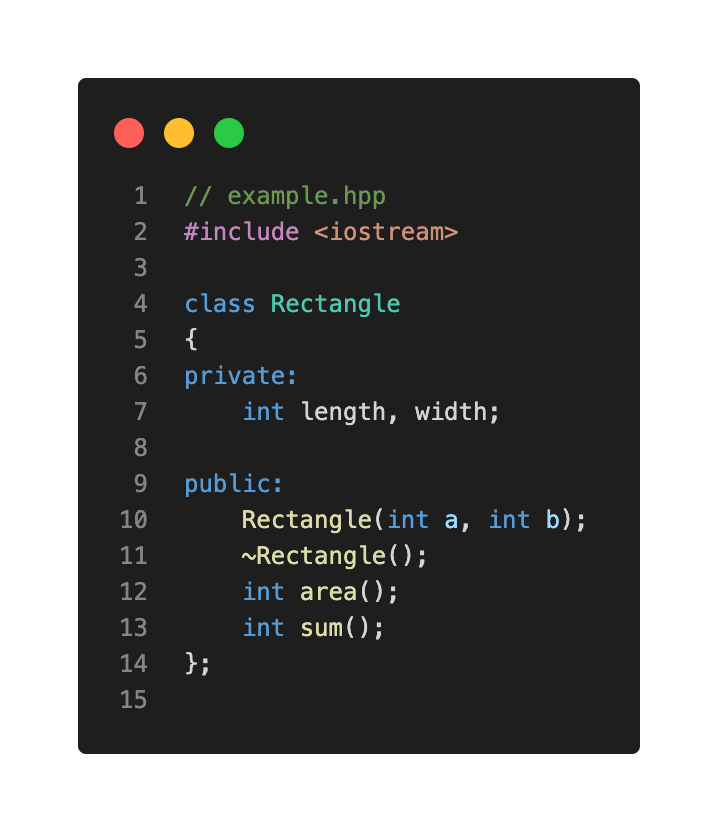 1 // example.hpp
2 #include <iostream>
3
4 class Rectangle
5 {
6 private:
7     int length, width;
8
9 public:
10     Rectangle(int a, int b);
11     ~Rectangle();
12     int area();
13     int sum();
14 };
15